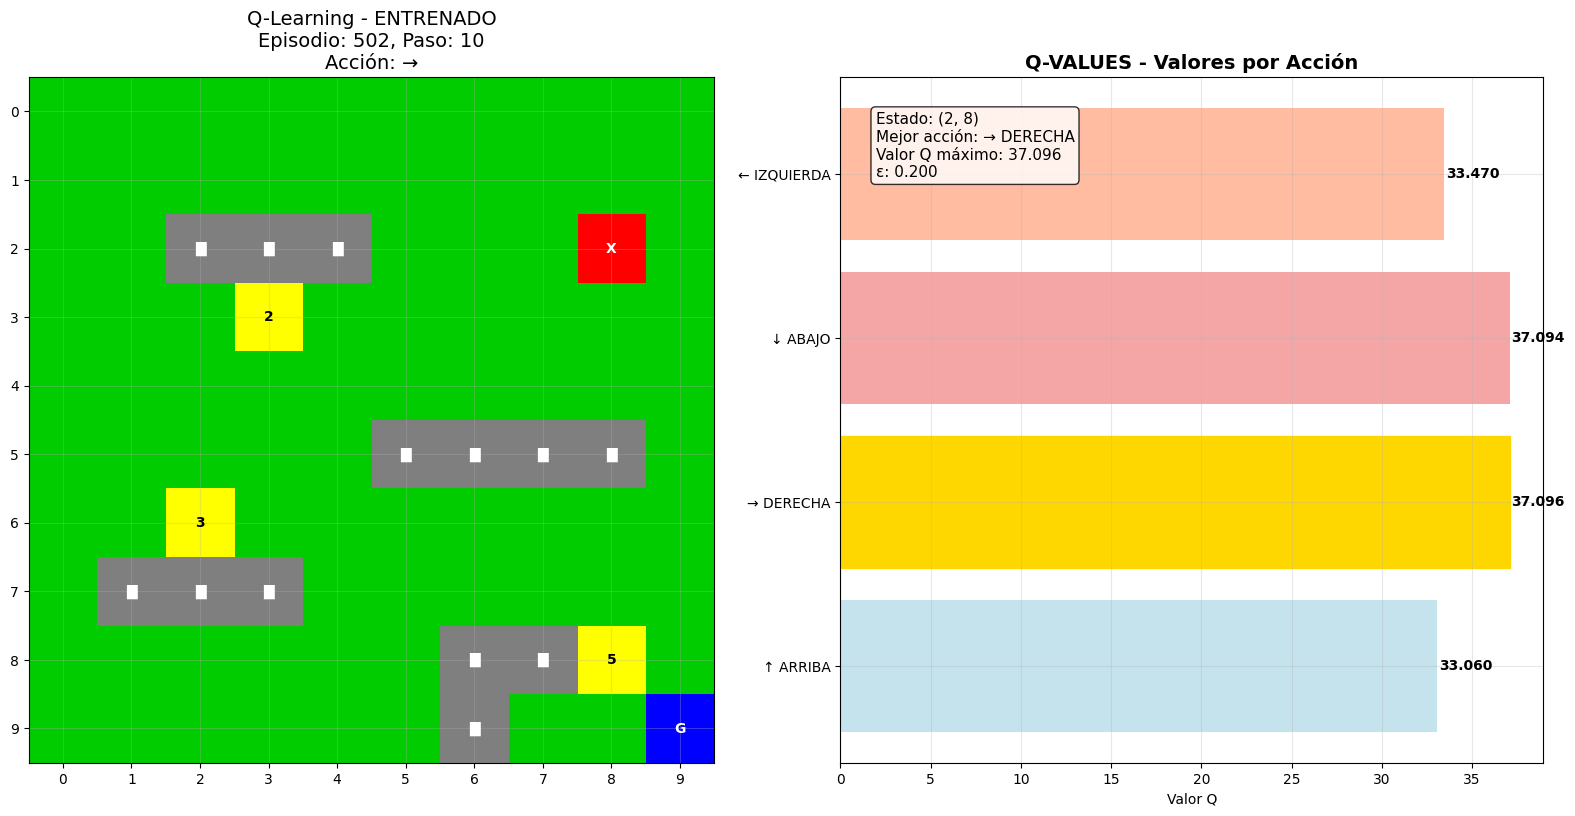 Q-Learning - ENTRENADO
Episodio: 502, Paso: 10
Acción: →
0
1
2
3
4
5
6
7
8
9
X
2
3
5
G
0 1 2 3 4 5 6 7 8 9
Q-VALUES - Valores por Acción
Estado: (2, 8)
Mejor acción: → DERECHA
Valor Q máximo: 37.096
ε: 0.200
← IZQUIERDA 33.470
↓ ABAJO 37.094
→ DERECHA 37.096
↑ ARRIBA 33.060
0 5 10 15 20 25 30 35
Valor Q